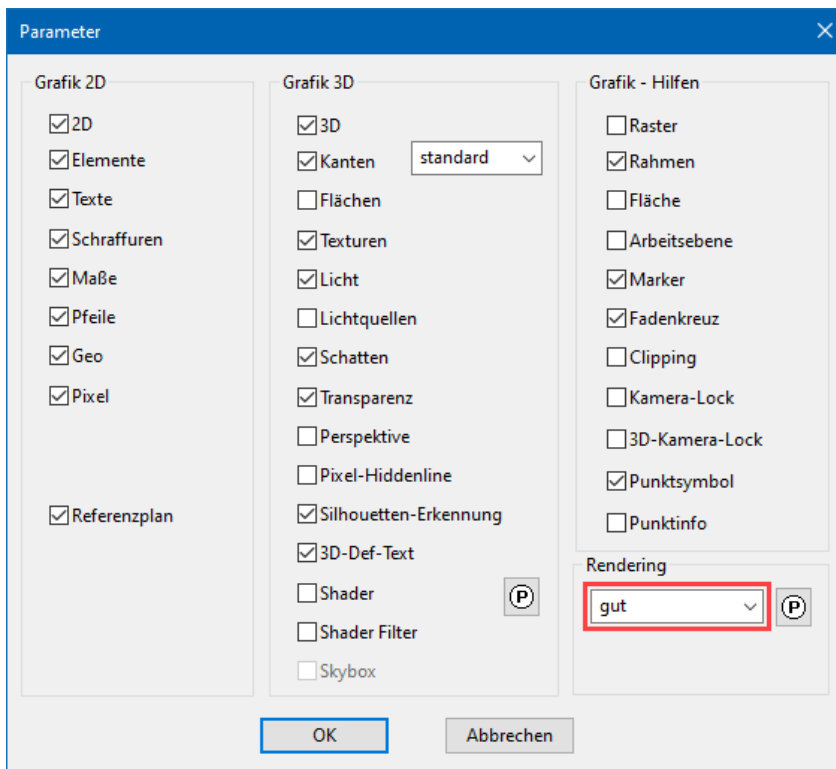 Parameter
Grafik 2D
2D
Elemente
Texte
Schraffuren
Maße
Pfeile
Geo
Pixel
Referenzplan
Grafik 3D
3D
Kanten standard
Flächen
Texturen
Licht
Lichtquellen
Schatten
Transparenz
Perspektive
Pixel-Hiddenline
Silhouetten-Erkennung
3D-Def-Text
Shader P
Shader Filter
Skybox
Grafik - Hilfen
Raster
Rahmen
Fläche
Arbeitsebene
Marker
Fadenkreuz
Clipping
Kamera-Lock
3D-Kamera-Lock
Punktsymbol
Punktinfo
Rendering
gut P
OK Abbrechen